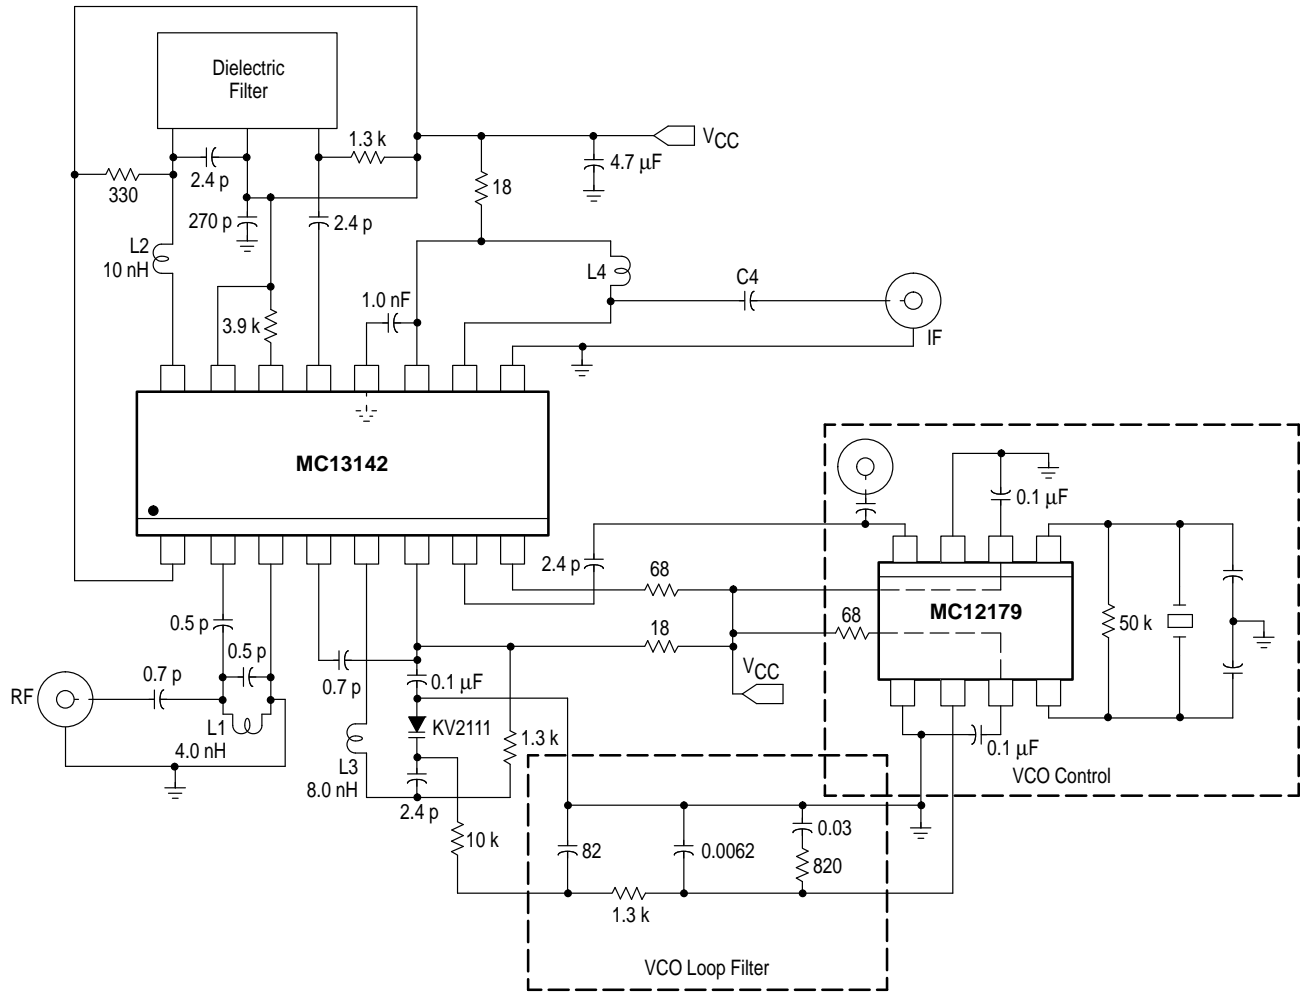 Dielectric
Filter
1.3 k
V_CC
4.7 µF
330
2.4 p
18
270 p
2.4 p
L2
10 nH
L4
C4
1.0 nF
3.9 k
IF
MC13142
0.1 µF
2.4 p
68
MC12179
50 k
0.5 p
68
18
0.5 p
V_CC
RF
0.7 p
0.7 p
0.1 µF
L1
4.0 nH
KV2111
1.3 k
0.1 µF
L3
8.0 nH
VCO Control
2.4 p
10 k
82
0.0062
0.03
820
1.3 k
VCO Loop Filter